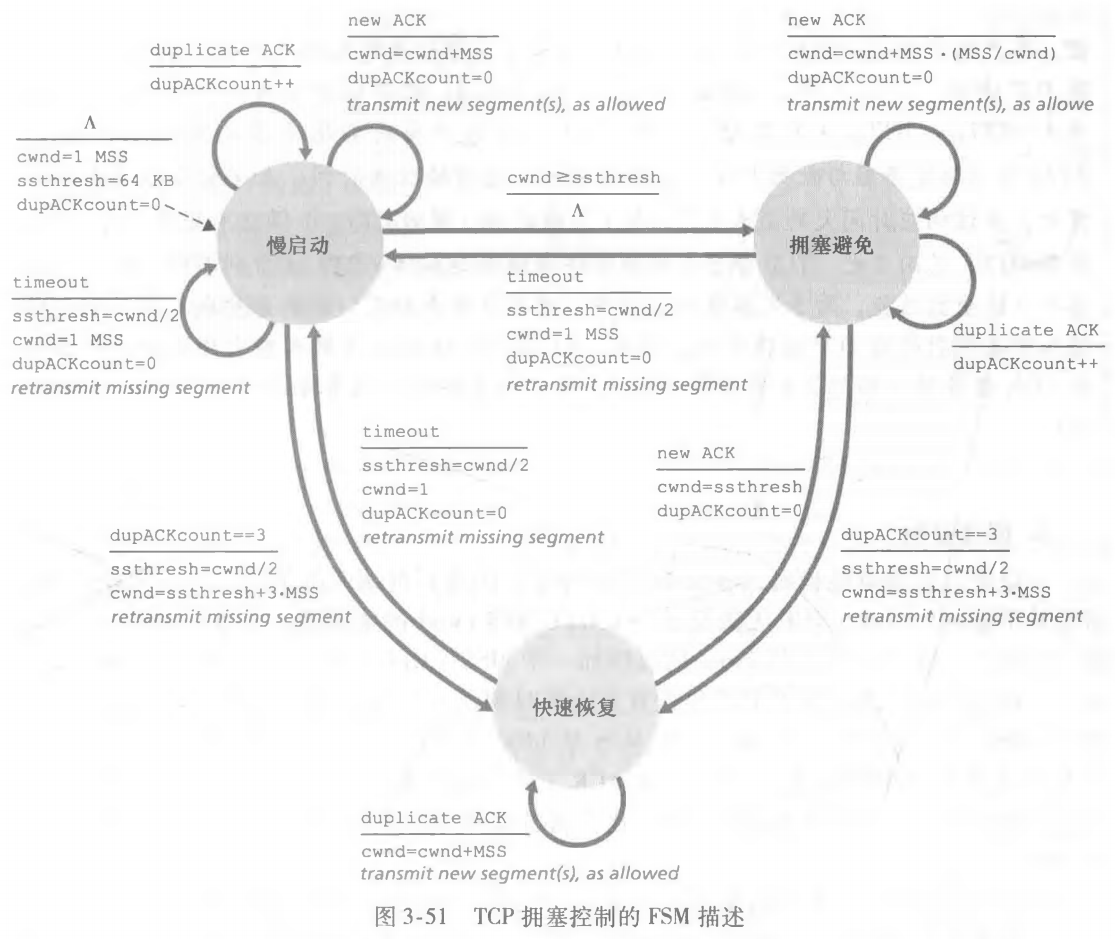 new ACK
cwnd=cwnd+MSS
dupACKcount=0
transmit new segment(s), as allowed
duplicate ACK
dupACKcount++
Λ
cwnd=1 MSS
ssthresh=64 KB
dupACKcount=0
慢启动
timeout
ssthresh=cwnd/2
cwnd=1 MSS
dupACKcount=0
retransmit missing segment
cwnd≥ssthresh
Λ
timeout
ssthresh=cwnd/2
cwnd=1 MSS
dupACKcount=0
retransmit missing segment
new ACK
cwnd=cwnd+MSS·(MSS/cwnd)
dupACKcount=0
transmit new segment(s), as allowe
拥塞避免
duplicate ACK
dupACKcount++
timeout
ssthresh=cwnd/2
cwnd=1
dupACKcount=0
retransmit missing segment
new ACK
cwnd=ssthresh
dupACKcount=0
dupACKcount==3
ssthresh=cwnd/2
cwnd=ssthresh+3·MSS
retransmit missing segment
dupACKcount==3
ssthresh=cwnd/2
cwnd=ssthresh+3·MSS
retransmit missing segment
快速恢复
duplicate ACK
cwnd=cwnd+MSS
transmit new segment(s), as allowed
图 3-51 TCP 拥塞控制的 FSM 描述